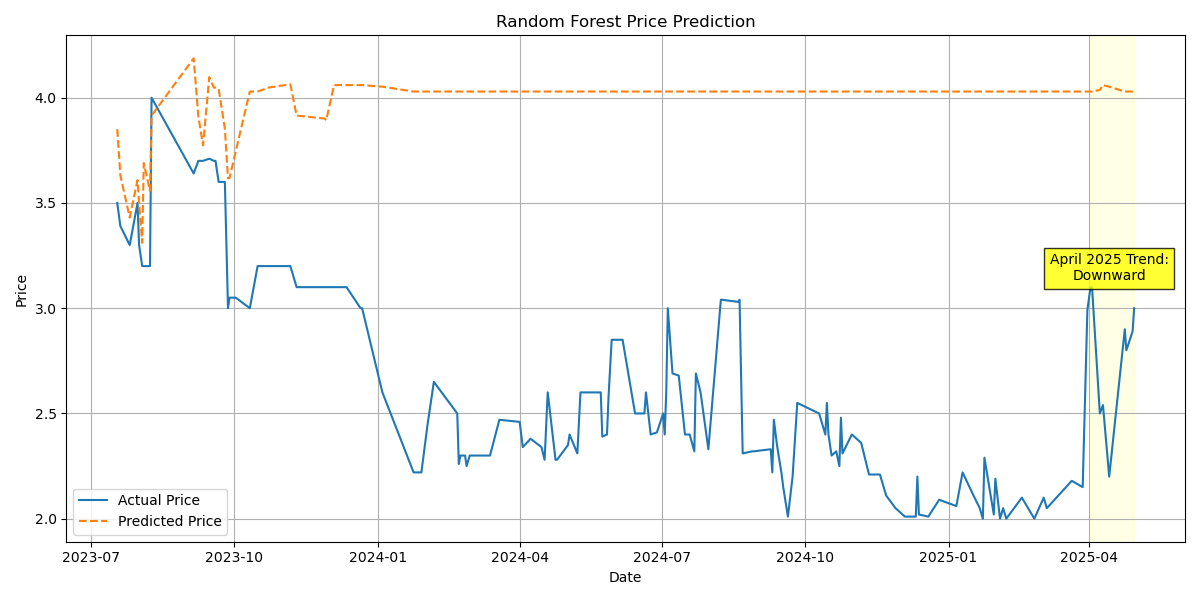 Random Forest Price Prediction
Price
4.0
3.5
3.0
2.5
2.0
April 2025 Trend:
Downward
Actual Price
Predicted Price
2023-07
2023-10
2024-01
2024-04
2024-07
2024-10
2025-01
2025-04
Date